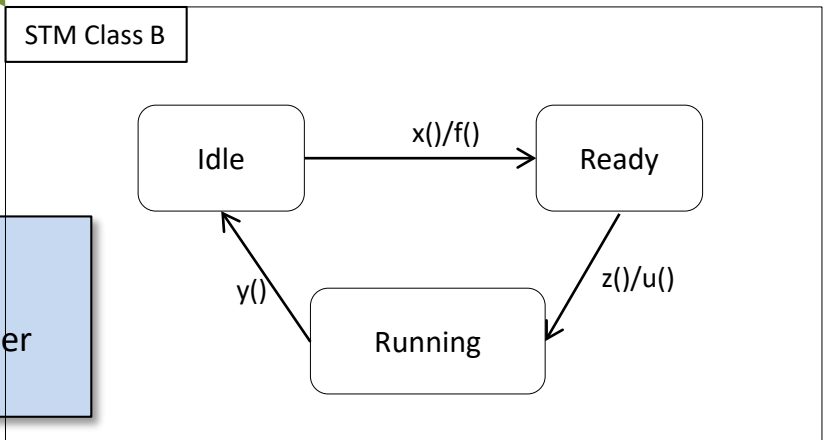 STM Class B
x()/f()
Idle
Ready
z()/u()
y()
Running
er